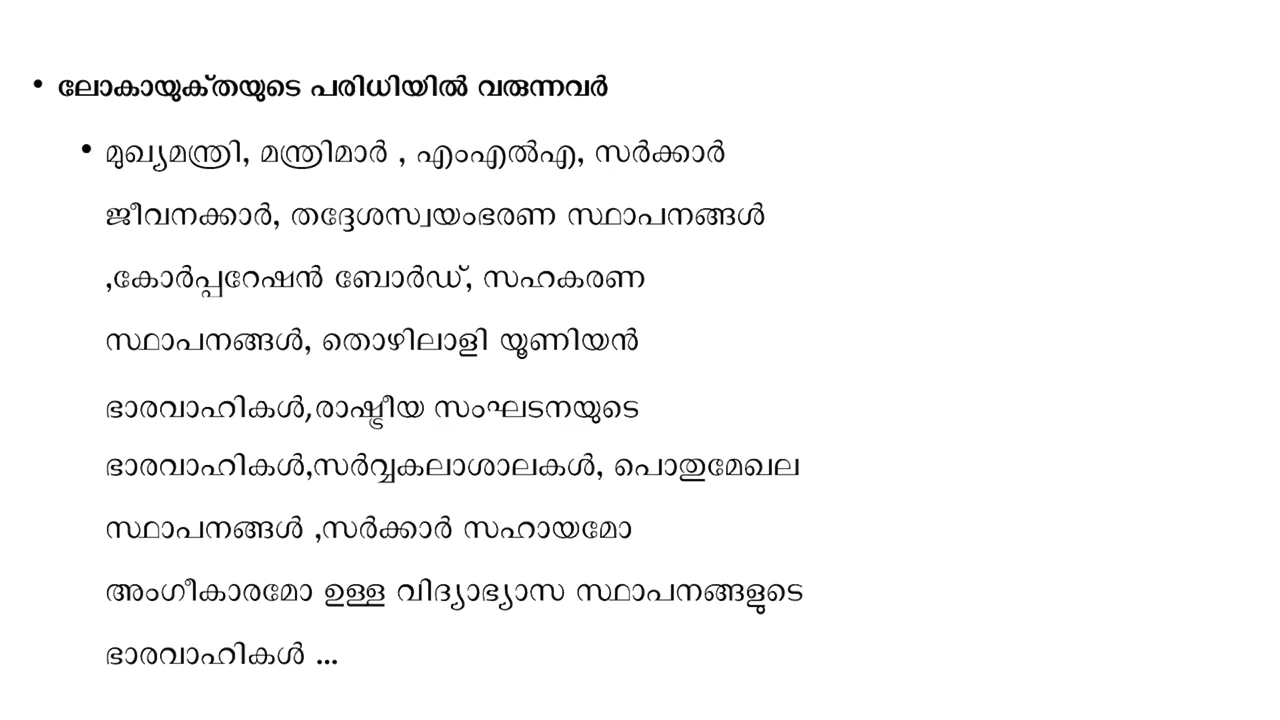 • ലോകായുക്തയുടെ പരിധിയിൽ വരുന്നവർ
• മുഖ്യമന്ത്രി, മന്ത്രിമാർ , എംഎൽഎ, സർക്കാർ
ജീവനക്കാർ, തദ്ദേശസ്വയംഭരണ സ്ഥാപനങ്ങൾ
,കോർപ്പറേഷൻ ബോർഡ്, സഹകരണ
സ്ഥാപനങ്ങൾ, തൊഴിലാളി യൂണിയൻ
ഭാരവാഹികൾ,രാഷ്ട്രീയ സംഘടനയുടെ
ഭാരവാഹികൾ,സർവ്വകലാശാലകൾ, പൊതുമേഖല
സ്ഥാപനങ്ങൾ ,സർക്കാർ സഹായമോ
അംഗീകാരമോ ഉള്ള വിദ്യാഭ്യാസ സ്ഥാപനങ്ങളുടെ
ഭാരവാഹികൾ ...